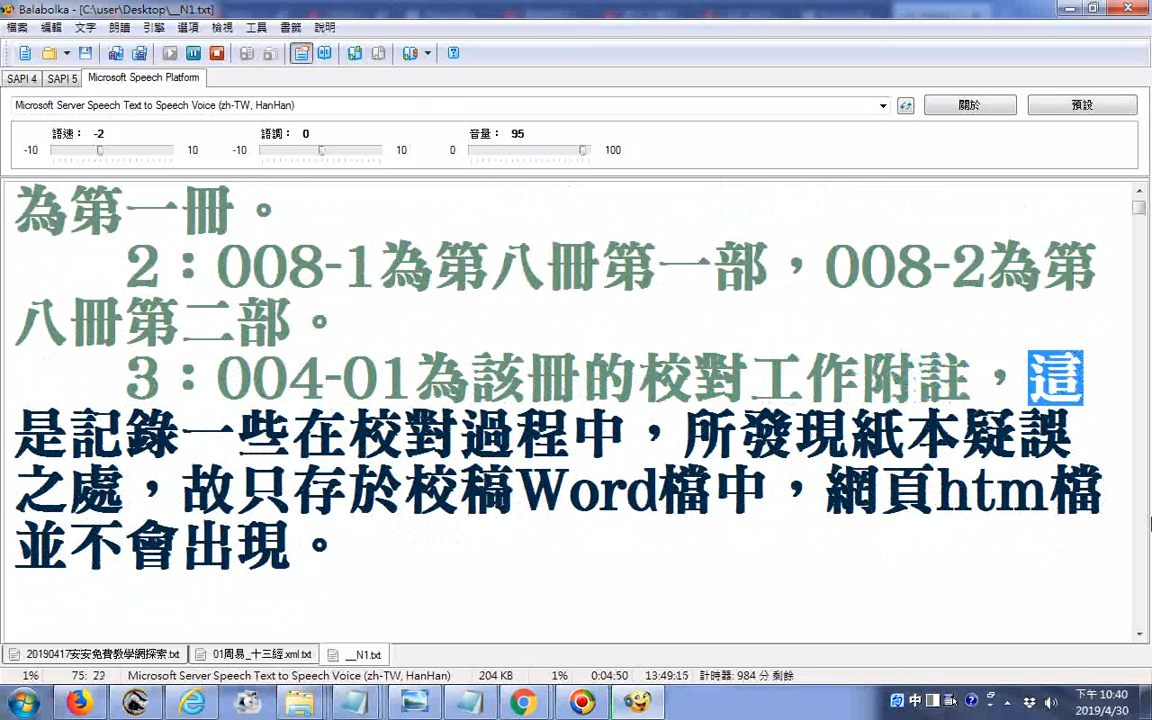 Balabolka - [C:\user\Desktop\__N1.txt]
檔案 編輯 文字 朗讀 引擎 選項 檢視 工具 書籤 說明
SAPI 4 SAPI 5 Microsoft Speech Platform
Microsoft Server Speech Text to Speech Voice (zh-TW, HanHan) 關於 預設
語速： -2 語調： 0 音量： 95
-10 10 -10 10 0 100
為第一冊。
2：008-1為第八冊第一部，008-2為第
八冊第二部。
3：004-01為該冊的校對工作附註，這
是記錄一些在校對過程中，所發現紙本疑誤
之處，故只存於校稿Word檔中，網頁htm檔
並不會出現。
20190417安安免費教學網探索.txt 01周易_十三經.xml.txt __N1.txt
1% 75: 23 Microsoft Server Speech Text to Speech Voice (zh-TW, HanHan) 204 KB 1% 0:04:50 13:49:15 計時器: 984 分 剩餘
中 下午 10:40
2019/4/30